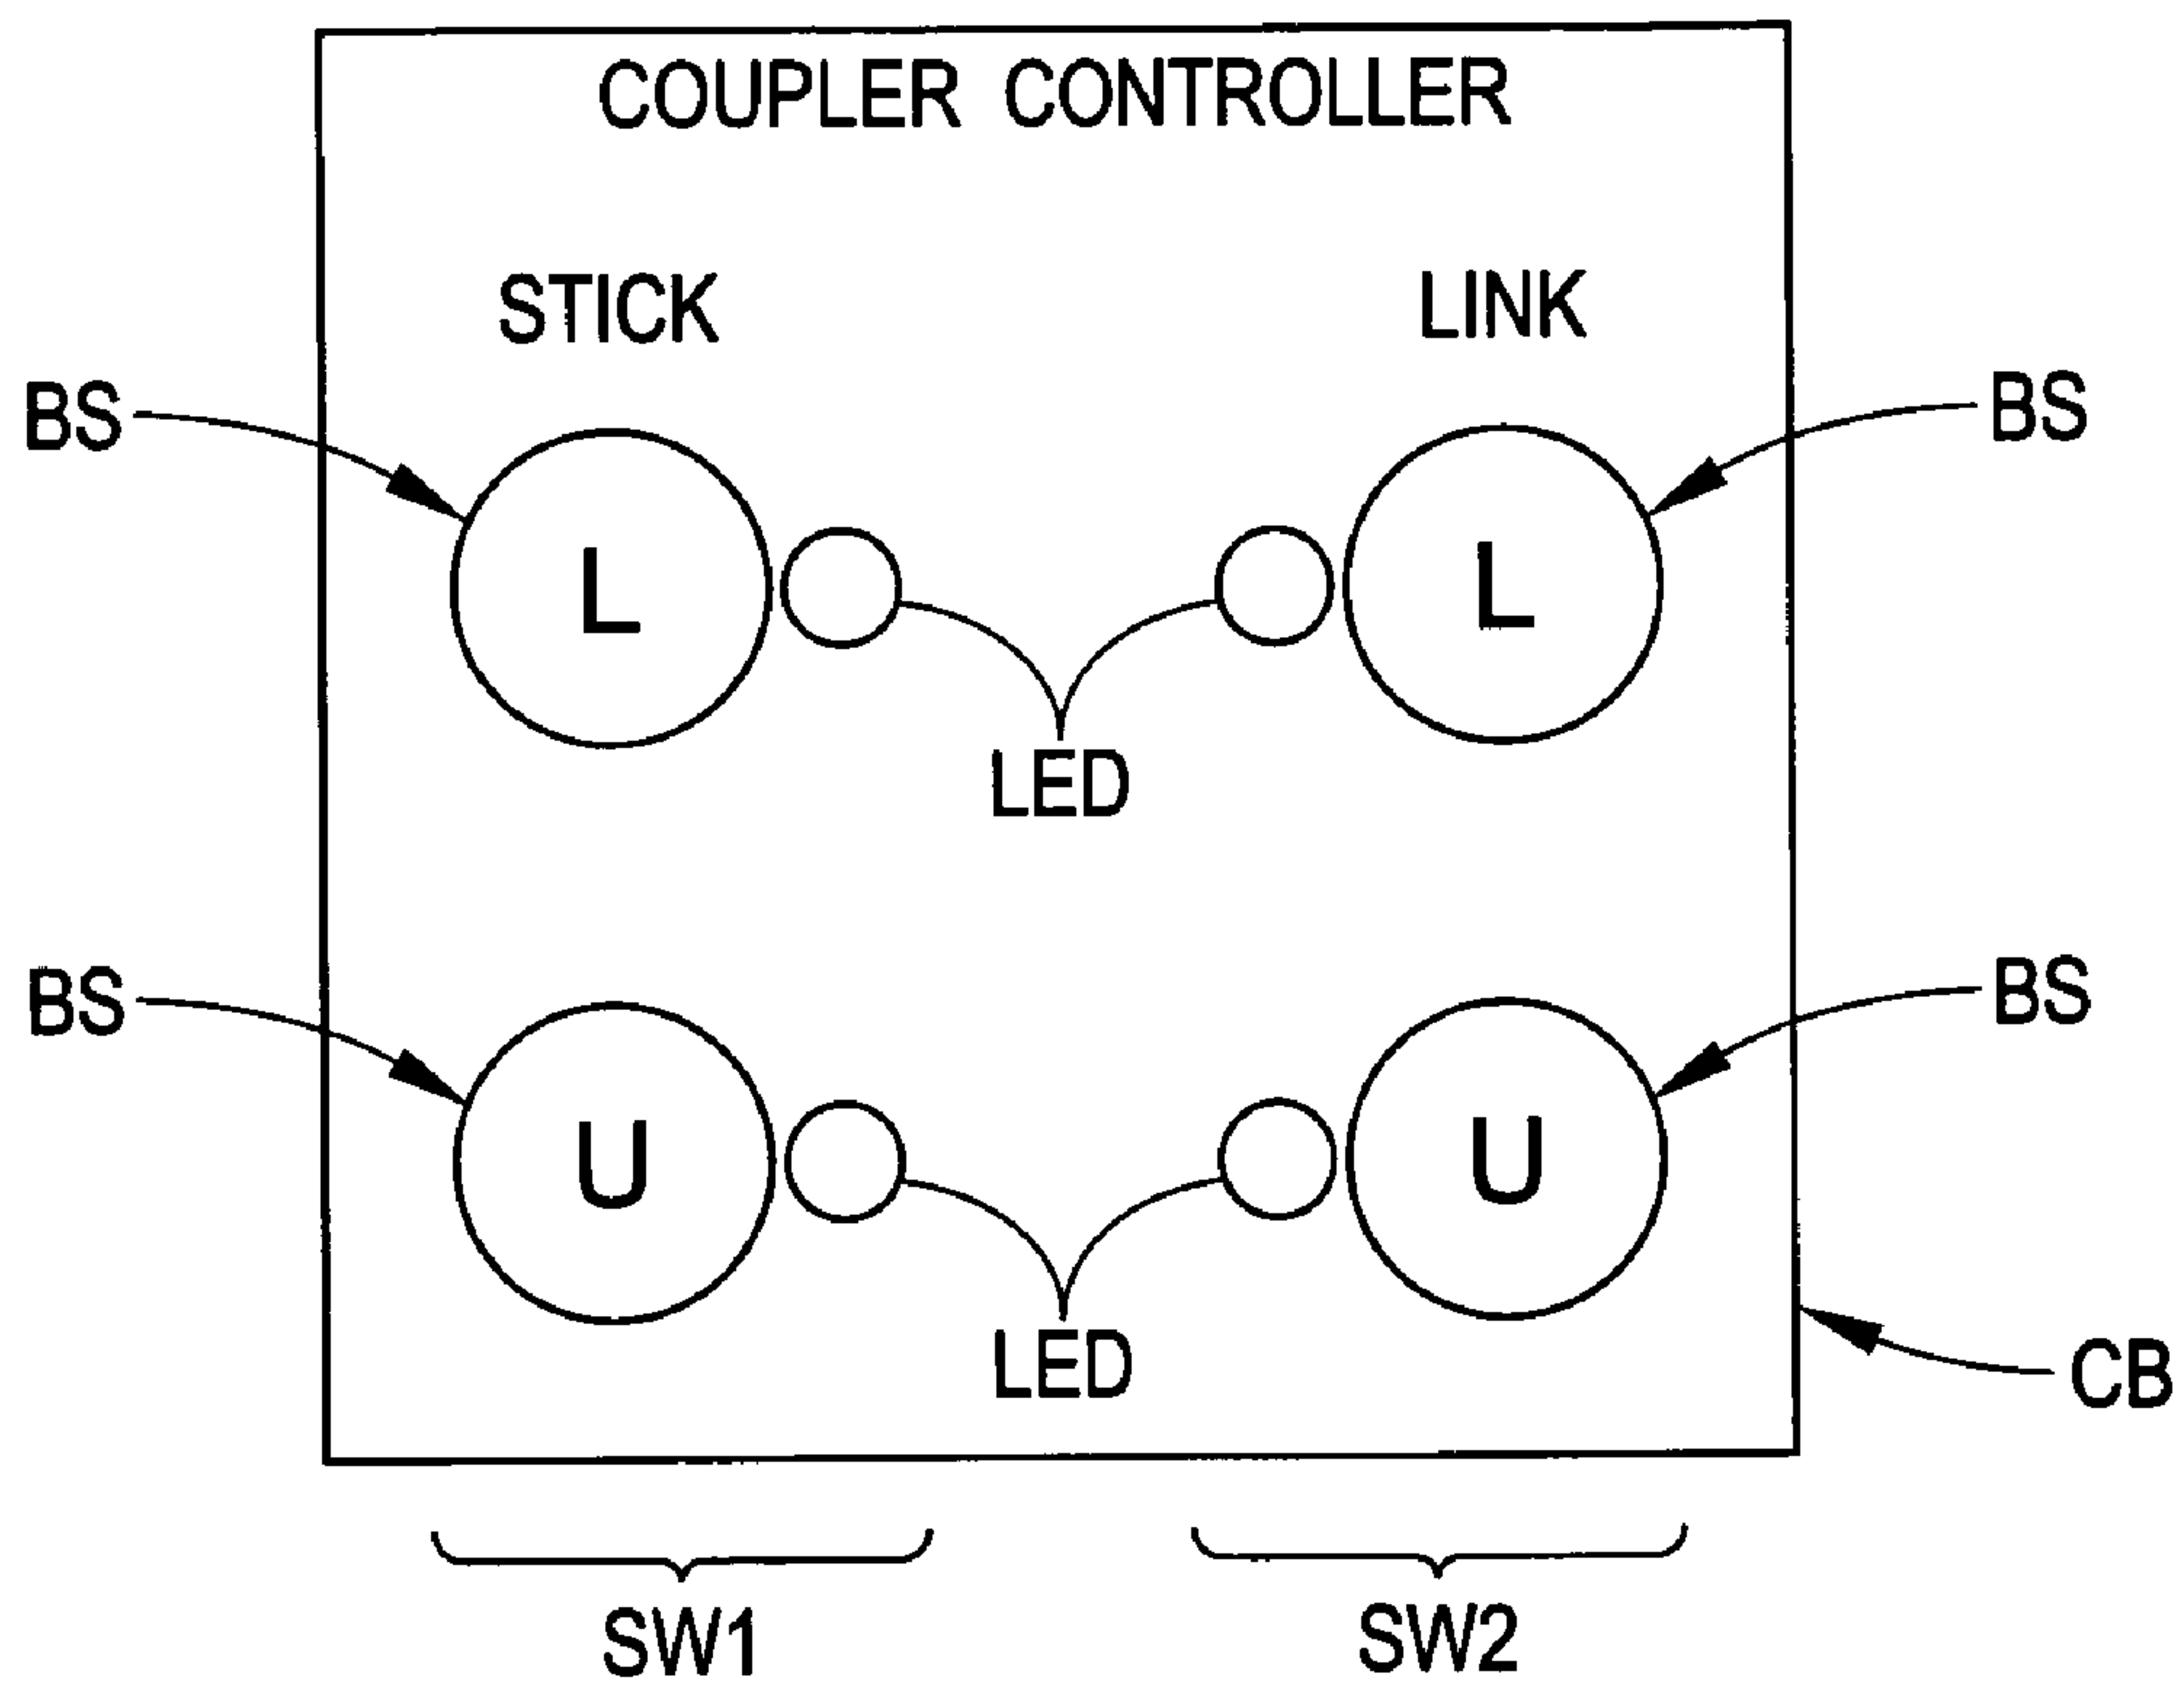 COUPLER CONTROLLER
STICK LINK
BS BS
L L
LED
BS BS
U U
LED
CB
SW1 SW2